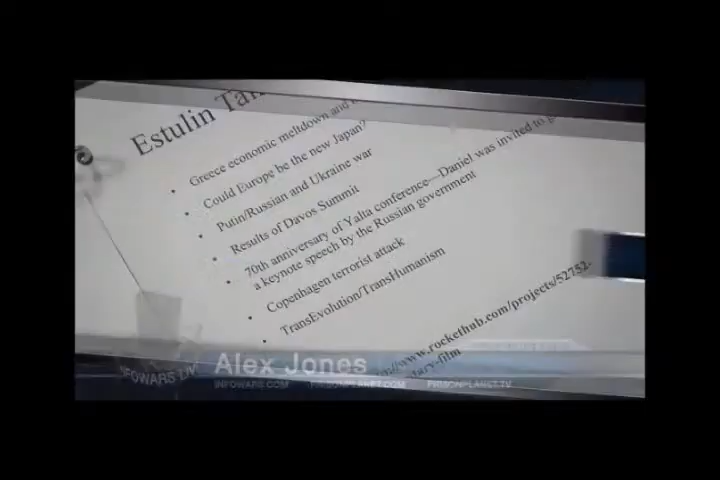 Estulin
Greece economic meltdown and
Could Europe be the new Japan?
Putin/Russian and Ukraine war
Results of Davos Summit
70th anniversary of Yalta conference—Daniel was invited to
a keynote speech by the Russian government
Copenhagen terrorist attack
TransEvolution/TransHumanism
www.rockethub.com/projects/52752-
-film
Alex Jones
INFOWARS.COM PRISONPLANET.COM PRISONPLANET.TV